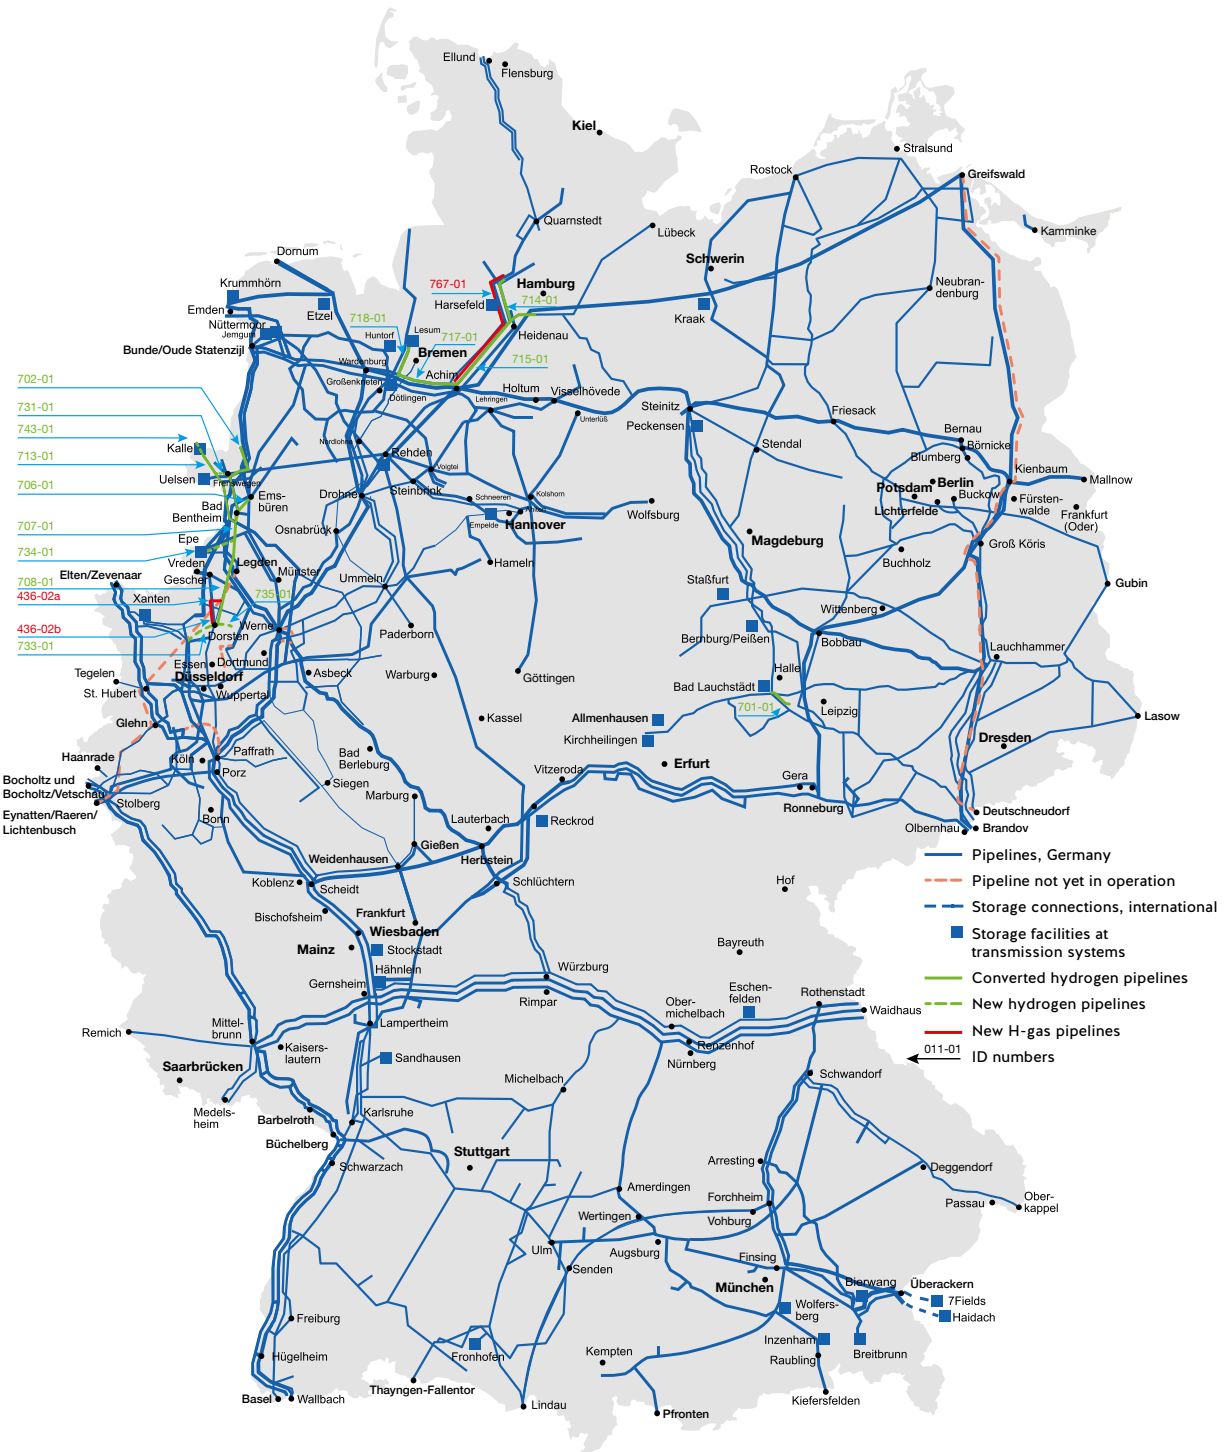 Ellund
Flensburg
Kiel
Stralsund
Rostock
Greifswald
Quarnstedt
Lübeck
Kamminke
Dornum
Schwerin
Krummhörn
767-01
Hamburg
Neubran-
denburg
Harsefeld
714-01
Emden
Etzel
Kraak
Nüttermoor
Jemgum
718-01
Huntorf
Lesum
717-01
Heidenau
Bunde/Oude Statenzijl
Bremen
Wardenburg
715-01
702-01
Großenkneten
Achim
Dötlingen
Holtum
Visselhövede
Lehringen
731-01
Unterlüß
Steinitz
Friesack
743-01
Peckensen
Bernau
Kalle
Nordlohne
Stendal
Börnicke
713-01
Rehden
Blumberg
Voigtei
Kienbaum
Uelsen
Frenswegen
Mallnow
706-01
Steinbrink
Potsdam
Berlin
Ems-
büren
Drohne
Schneeren
Kolshorn
Buckow
Fürsten-
walde
Bad
Bentheim
Wolfsburg
Lichterfelde
Frankfurt
(Oder)
Ahlten
Empelde
Hannover
707-01
Osnabrück
Magdeburg
Epe
Groß Köris
734-01
Vreden
Legden
Hameln
Buchholz
Elten/Zevenaar
Gescher
Münster
Ummeln
708-01
Staßfurt
Gubin
436-02a
735-01
Xanten
Wittenberg
436-02b
Dorsten
Werne
Paderborn
Bernburg/Peißen
Bobbau
733-01
Lauchhammer
Essen
Dortmund
Halle
Tegelen
Düsseldorf
Asbeck
Warburg
Göttingen
Bad Lauchstädt
St. Hubert
Wuppertal
701-01
Leipzig
Glehn
Kassel
Allmenhausen
Lasow
Kirchheilingen
Dresden
Haanrade
Köln
Paffrath
Bad
Berleburg
Porz
Vitzeroda
Erfurt
Gera
Bocholtz und
Bocholtz/Vetschau
Siegen
Marburg
Ronneburg
Stolberg
Bonn
Deutschneudorf
Eynatten/Raeren/
Lichtenbusch
Lauterbach
Reckrod
Olbernhau
Brandov
Gießen
Weidenhausen
Herbstein
Pipelines, Germany
Koblenz
Scheidt
Schlüchtern
Hof
Pipeline not yet in operation
Bischofsheim
Frankfurt
Storage connections, international
Wiesbaden
Storage facilities at
transmission systems
Mainz
Stockstadt
Bayreuth
Hähnlein
Würzburg
Converted hydrogen pipelines
Gernsheim
Eschen-
felden
Rothenstadt
Rimpar
Ober-
michelbach
New hydrogen pipelines
Waidhaus
Mittel-
brunn
Lampertheim
Remich
New H-gas pipelines
Kaisers-
lautern
Renzenhof
011-01
ID numbers
Sandhausen
Nürnberg
Saarbrücken
Michelbach
Schwandorf
Medels-
heim
Barbelroth
Karlsruhe
Büchelberg
Stuttgart
Schwarzach
Arresting
Deggendorf
Amerdingen
Forchheim
Passau
Ober-
kappel
Wertingen
Vohburg
Ulm
Augsburg
Finsing
Senden
München
Bierwang
Überackern
7Fields
Wolfers-
berg
Haidach
Freiburg
Inzenham
Fronhofen
Kempten
Raubling
Breitbrunn
Hügelheim
Thayngen-Fallentor
Basel
Wallbach
Lindau
Kiefersfelden
Pfronten